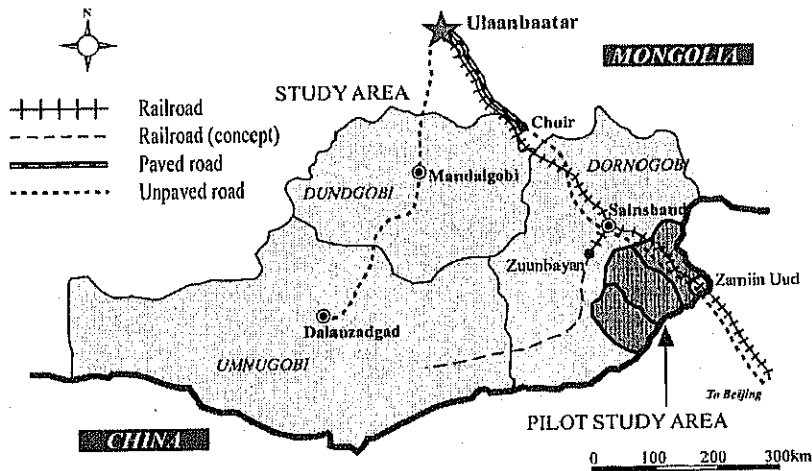 N
Ulaanbaatar
MONGOLIA
STUDY AREA
Railroad
Railroad (concept)
Paved road
Unpaved road
Choir
DORNOGOBI
Mandalgobi
DUNDGOBI
Sainshand
Zuunbayan
Zamiin Uud
Dalanzadgad
UMNUGOBI
To Beijing
PILOT STUDY AREA
CHINA
0 100 200 300km